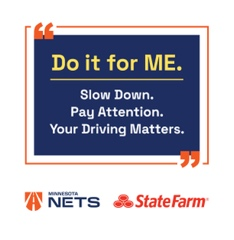 Do it for ME.
Slow Down.
Pay Attention.
Your Driving Matters.
MINNESOTA
NETS
State Farm®